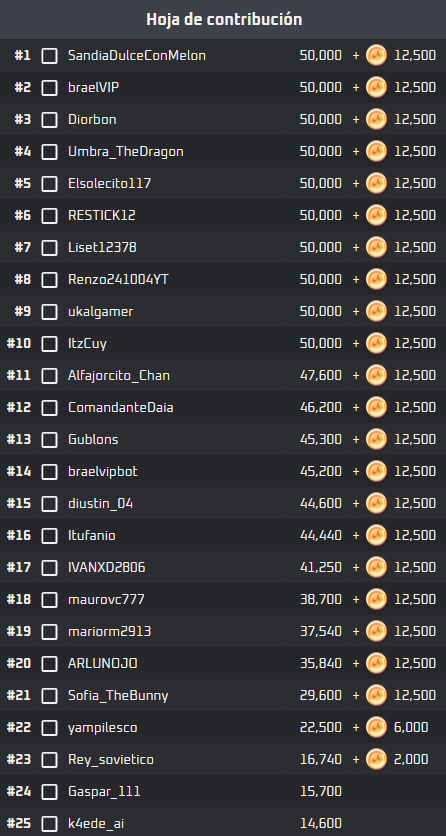 Hoja de contribución
#1 SandiaDulceConMelon 50,000 + 12,500
#2 braelVIP 50,000 + 12,500
#3 Diorbon 50,000 + 12,500
#4 Umbra_TheDragon 50,000 + 12,500
#5 Elsolecito117 50,000 + 12,500
#6 RESTICK12 50,000 + 12,500
#7 Liset12378 50,000 + 12,500
#8 Renzo241004YT 50,000 + 12,500
#9 ukalgamer 50,000 + 12,500
#10 ItzCuy 50,000 + 12,500
#11 Alfajorcito_Chan 47,600 + 12,500
#12 ComandanteDaia 46,200 + 12,500
#13 Gublons 45,300 + 12,500
#14 braelvipbot 45,200 + 12,500
#15 diustin_04 44,600 + 12,500
#16 Itufanio 44,440 + 12,500
#17 IVANXD2806 41,250 + 12,500
#18 maurovc777 38,700 + 12,500
#19 mariorm2913 37,540 + 12,500
#20 ARLUNOJO 35,840 + 12,500
#21 Sofia_TheBunny 29,600 + 12,500
#22 yampilesco 22,500 + 6,000
#23 Rey_sovietico 16,740 + 2,000
#24 Gaspar_111 15,700
#25 k4ede_ai 14,600